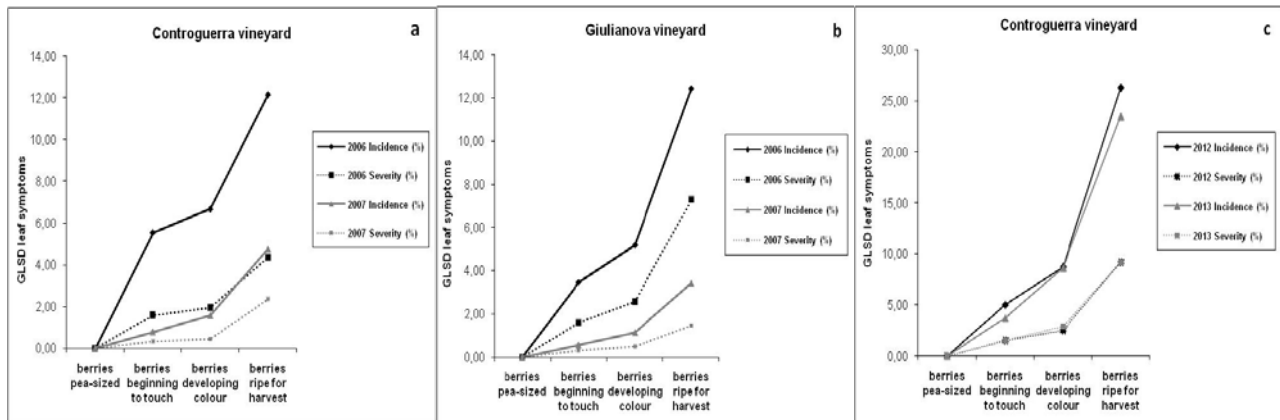 Controguerra vineyard
a
14,00
12,00
10,00
8,00
6,00
4,00
2,00
0,00
GLSD leaf symptoms
berries pea-sized
berries beginning to touch
berries developing colour
berries ripe for harvest
2006 Incidence (%)
2006 Severity (%)
2007 Incidence (%)
2007 Severity (%)
Giulianova vineyard
b
14,00
12,00
10,00
8,00
6,00
4,00
2,00
0,00
GLSD leaf symptoms
berries pea-sized
berries beginning to touch
berries developing colour
berries ripe for harvest
2006 Incidence (%)
2006 Severity (%)
2007 Incidence (%)
2007 Severity (%)
Controguerra vineyard
c
30,00
25,00
20,00
15,00
10,00
5,00
0,00
GLSD leaf symptoms
berries pea-sized
berries beginning to touch
berries developing colour
berries ripe for harvest
2012 Incidence (%)
2012 Severity (%)
2013 Incidence (%)
2013 Severity (%)